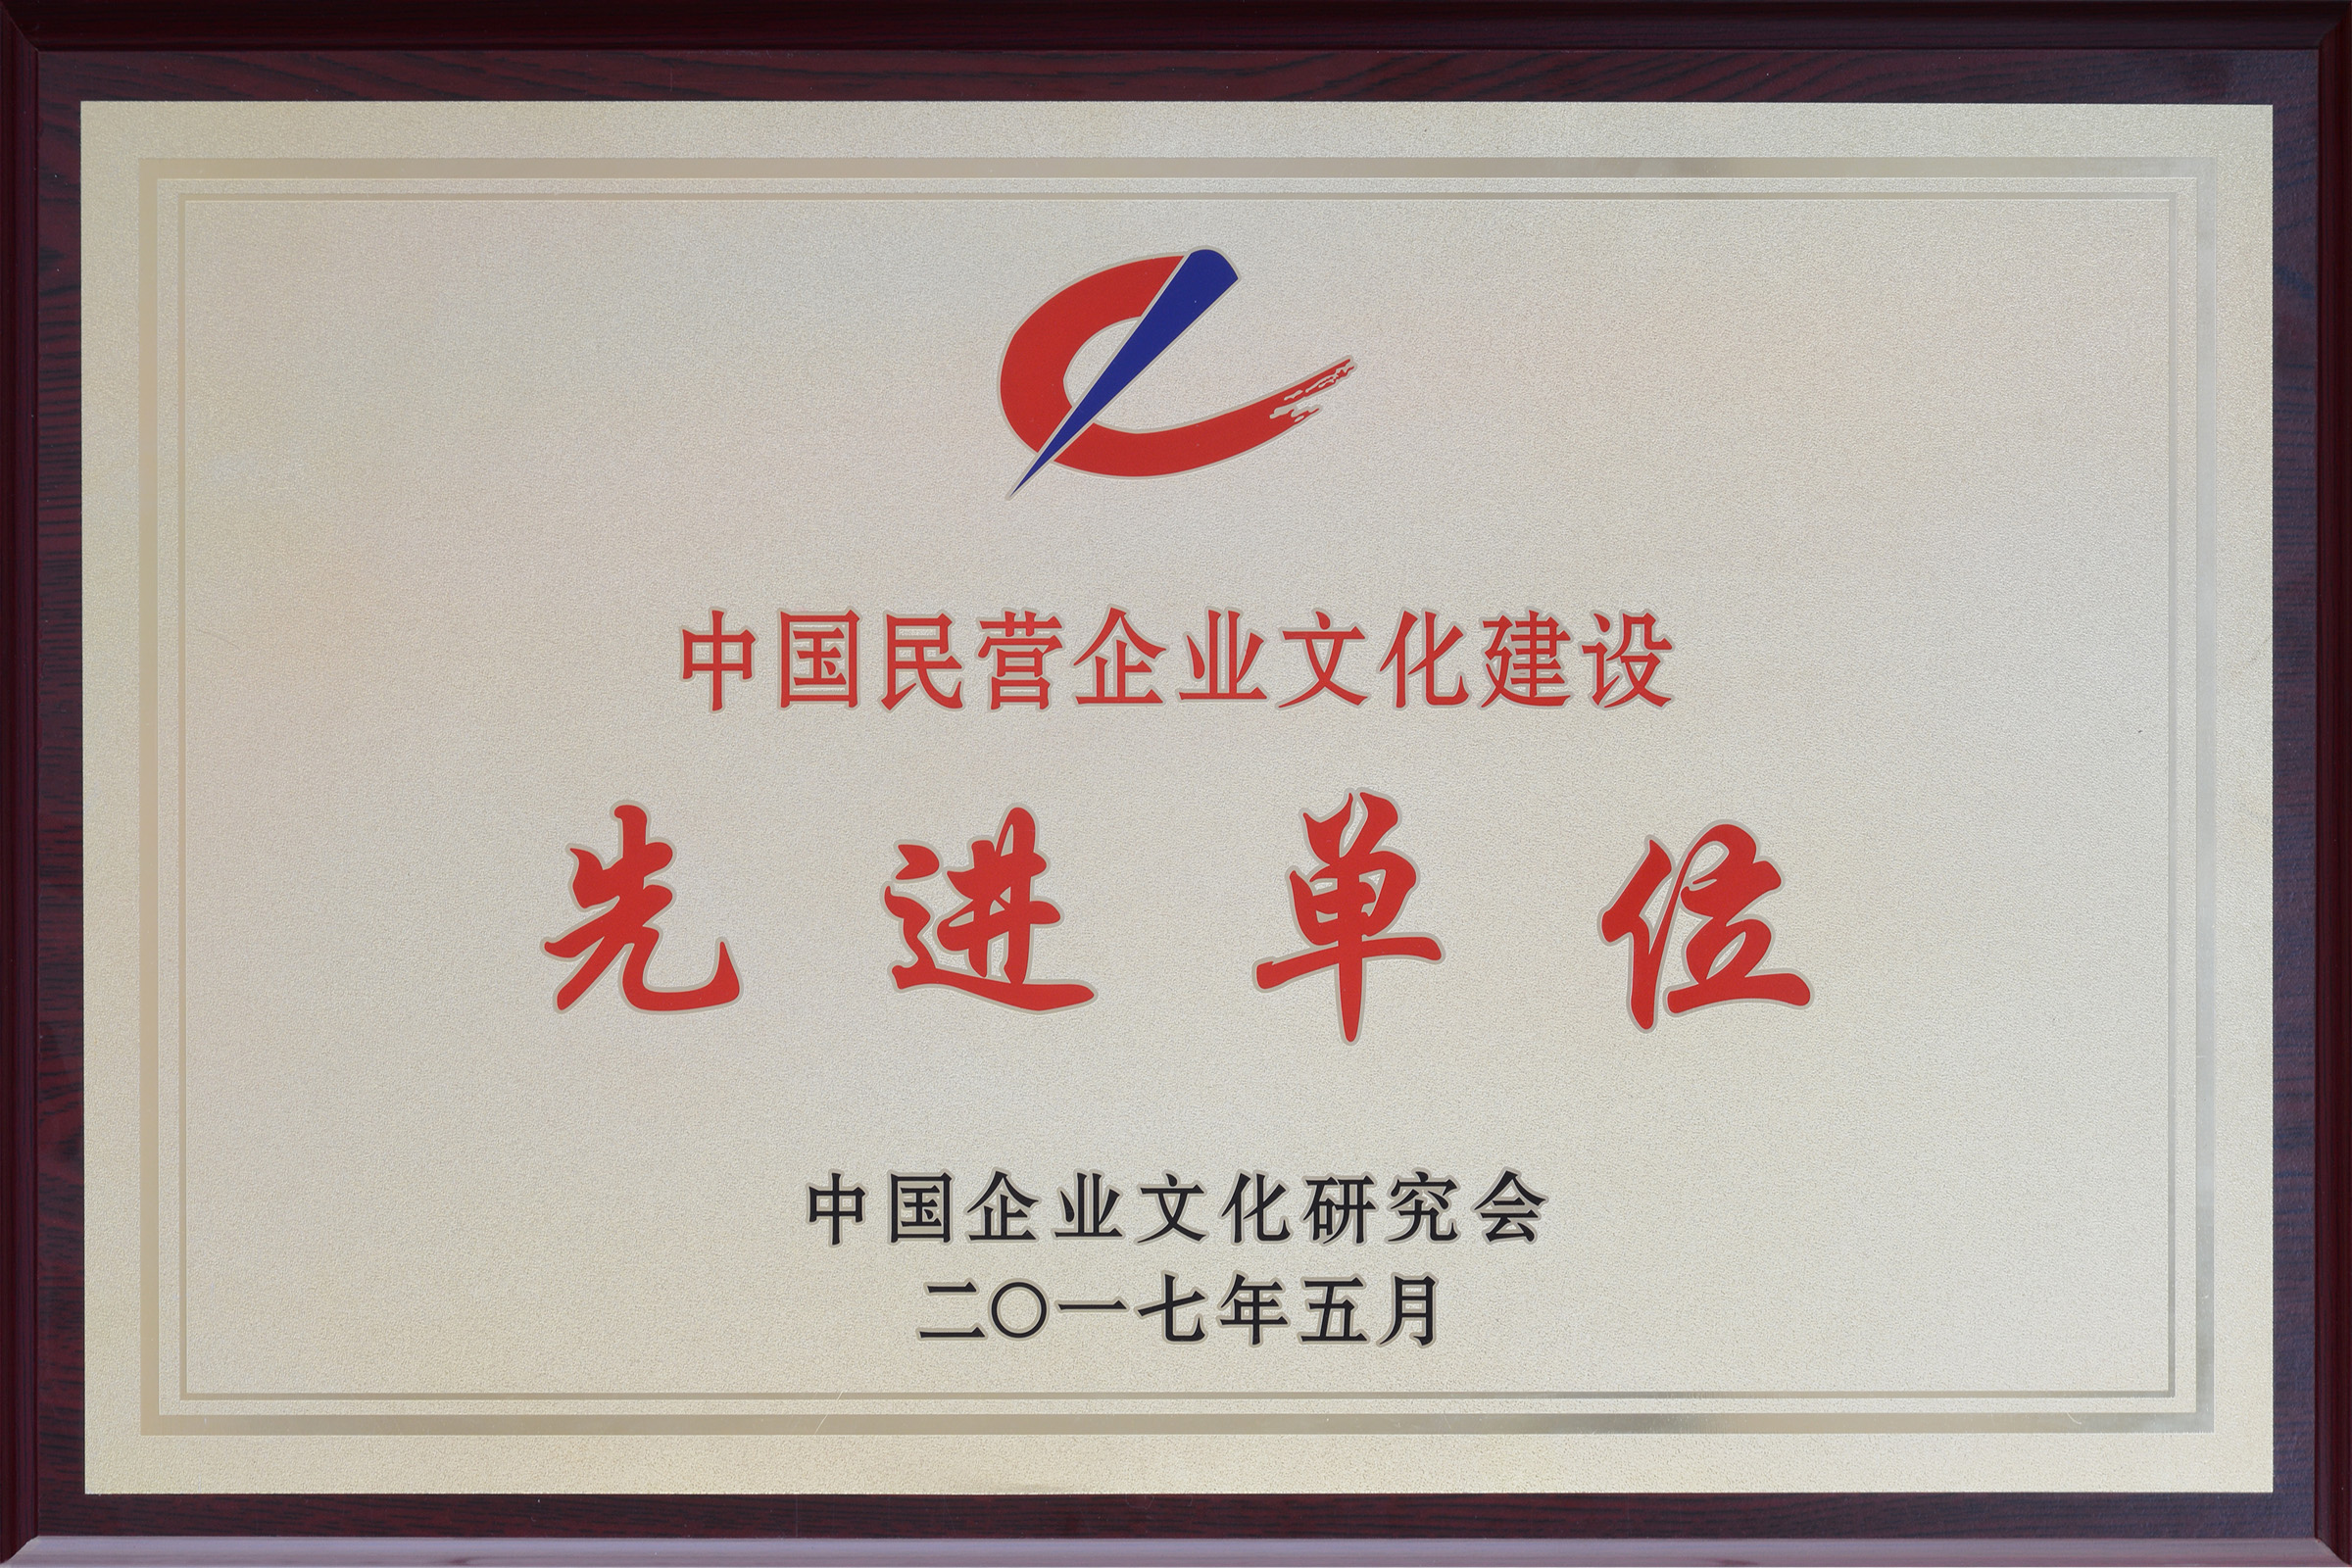 中国民营企业文化建设
先进单位
中国企业文化研究会
二〇一七年五月